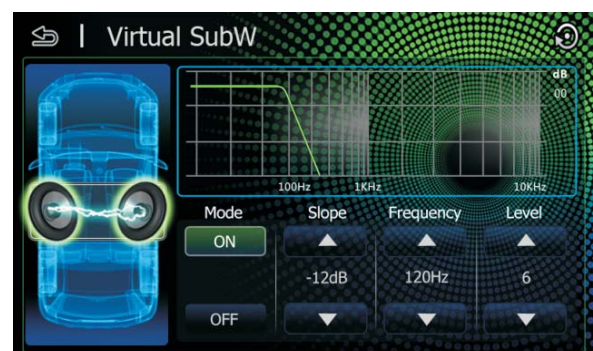 Virtual SubW
dB
00
100Hz 1KHz 10KHz
Mode Slope Frequency Level
ON
-12dB 120Hz 6
OFF